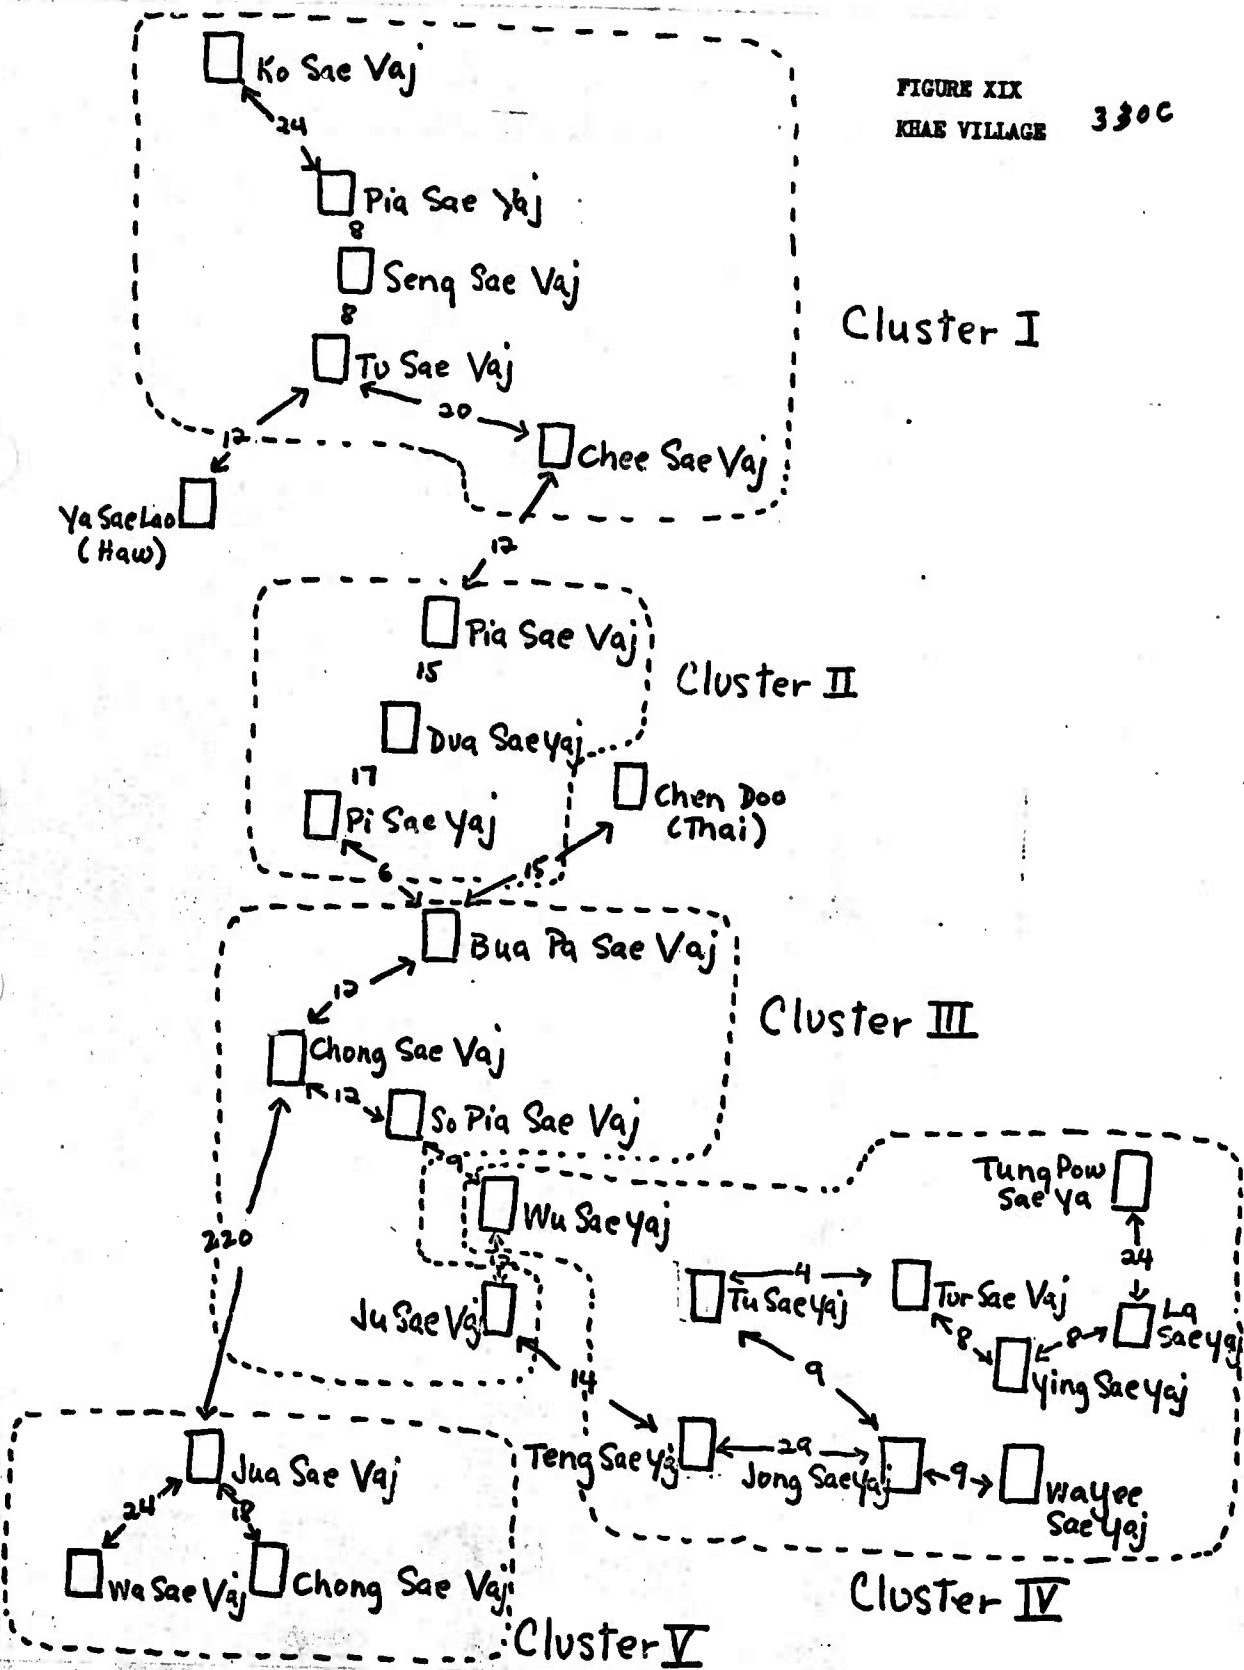 FIGURE XIX
KHAE VILLAGE
330C
Ko Sae Vaj
24
Pia Sae Yaj
8
Seng Sae Vaj
8
Tu Sae Vaj
Cluster I
20
12
Chee Sae Vaj
Ya Sae Lao
(Haw)
12
Pia Sae Vaj
15
Cluster II
Dua Sae Yaj
17
Chen Doo
(Thai)
Pi Sae Yaj
6
15
Bua Pa Sae Vaj
12
Cluster III
Chong Sae Vaj
12
So Pia Sae Vaj
9
Tung Pow
Sae Ya
Wu Sae Yaj
220
24
4
Tu Sae Yaj
Tur Sae Vaj
La
Sae Yaj
8
8
Ju Sae Vaj
Ying Sae Yaj
9
14
Teng Sae Yaj
29
Jong Sae Yaj
9
Wayee
Sae Yaj
Jua Sae Vaj
24
18
Wa Sae Vaj
Chong Sae Vaj
Cluster IV
Cluster V